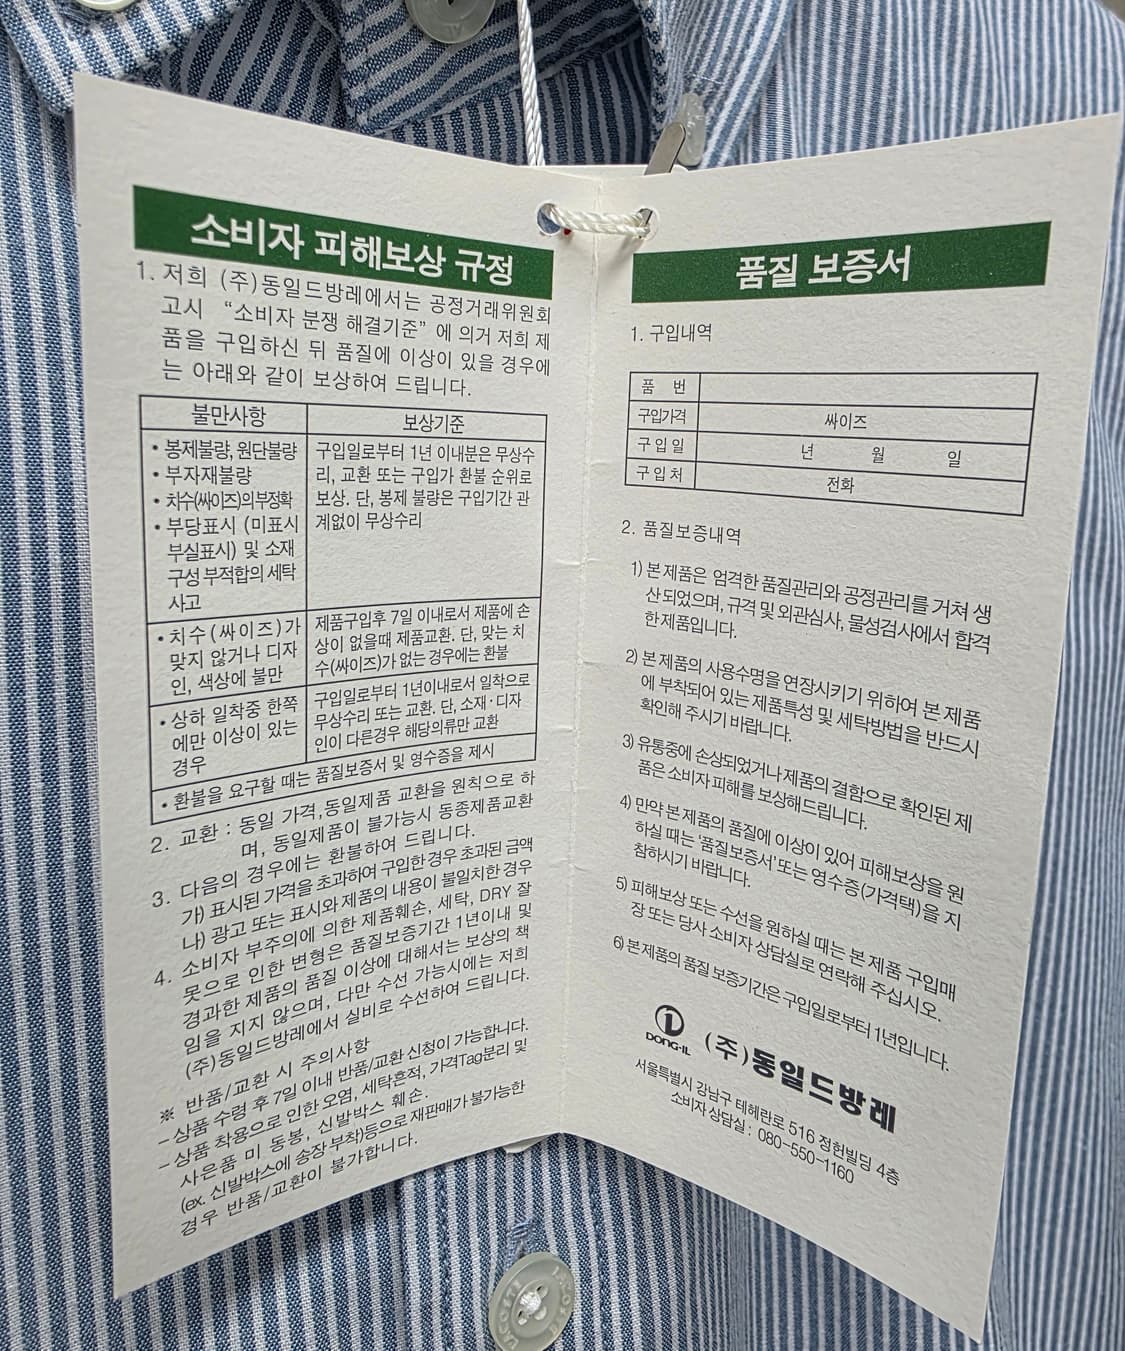 소비자 피해보상 규정
1. 저희 (주)동일드방레에서는 공정거래위원회
고시 “소비자 분쟁 해결기준” 에 의거 저희 제
품을 구입하신 뒤 품질에 이상이 있을 경우에
는 아래와 같이 보상하여 드립니다.
불만사항
보상기준
• 봉제불량, 원단불량
• 부자재불량
• 치수(싸이즈)의부정확
• 부당표시 (미표시
부실표시) 및 소재
구성 부적합의 세탁
사고
구입일로부터 1년 이내분은 무상수
리, 교환 또는 구입가 환불 순위로
보상. 단, 봉제 불량은 구입기간 관
계없이 무상수리
• 치수(싸이즈)가
맞지 않거나 디자
인, 색상에 불만
제품구입후 7일 이내로서 제품에 손
상이 없을때 제품교환. 단, 맞는 치
수(싸이즈)가 없는 경우에는 환불
• 상하 일착중 한쪽
에만 이상이 있는
경우
구입일로부터 1년이내로서 일착으로
무상수리 또는 교환. 단, 소재·디자
인이 다른경우 해당의류만 교환
• 환불을 요구할 때는 품질보증서 및 영수증을 제시
2. 교환 : 동일 가격,동일제품 교환을 원칙으로 하
며, 동일제품이 불가능시 동종제품교환
3. 다음의 경우에는 환불하여 드립니다.
가) 표시된 가격을 초과하여 구입한 경우 초과된 금액
나) 광고 또는 표시와 제품의 내용이 불일치한 경우
4. 소비자 부주의에 의한 제품훼손, 세탁, DRY 잘
못으로 인한 변형은 품질보증기간 1년이내 및
경과한 제품의 품질 이상에 대해서는 보상의 책
임을 지지 않으며, 다만 수선 가능시에는 저희
(주)동일드방레에서 실비로 수선하여 드립니다.
※ 반품/교환 시 주의사항
– 상품 수령 후 7일 이내 반품/교환 신청이 가능합니다.
– 상품 착용으로 인한 오염, 세탁흔적, 가격Tag분리 및
사은품 미 동봉, 신발박스 훼손.
(ex. 신발박스에 송장 부착)등으로 재판매가 불가능한
경우 반품/교환이 불가합니다.
품질 보증서
1. 구입내역
품 번
구입가격 싸이즈
구 입 일 년 월 일
구 입 처 전화
2. 품질보증내역
1) 본 제품은 엄격한 품질관리와 공정관리를 거쳐 생
산 되었으며, 규격 및 외관심사, 물성검사에서 합격
한 제품입니다.
2) 본 제품의 사용수명을 연장시키기 위하여 본 제품
에 부착되어 있는 제품특성 및 세탁방법을 반드시
확인해 주시기 바랍니다.
3) 유통중에 손상되었거나 제품의 결함으로 확인된 제
품은 소비자 피해를 보상해드립니다.
4) 만약 본 제품의 품질에 이상이 있어 피해보상을 원
하실 때는 '품질보증서' 또는 영수증(가격택)을 지
참하시기 바랍니다.
5) 피해보상 또는 수선을 원하실 때는 본 제품 구입매
장 또는 당사 소비자 상담실로 연락해 주십시오.
6) 본 제품의 품질 보증기간은 구입일로부터 1년입니다.
DONG-IL (주)동일드방레
서울특별시 강남구 테헤란로 516 정헌빌딩 4층
소비자 상담실 : 080-550-1160